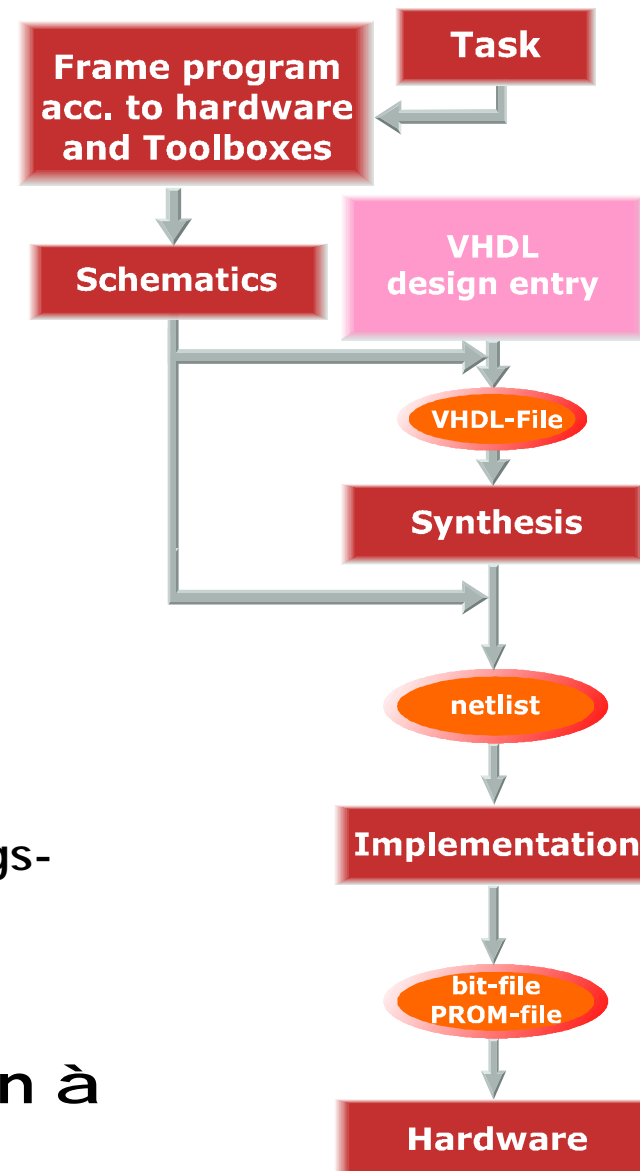 Task
Frame program
acc. to hardware
and Toolboxes
Schematics
VHDL
design entry
VHDL-File
Synthesis
netlist
gs-
Implementation
bit-file
PROM-file
n à
Hardware